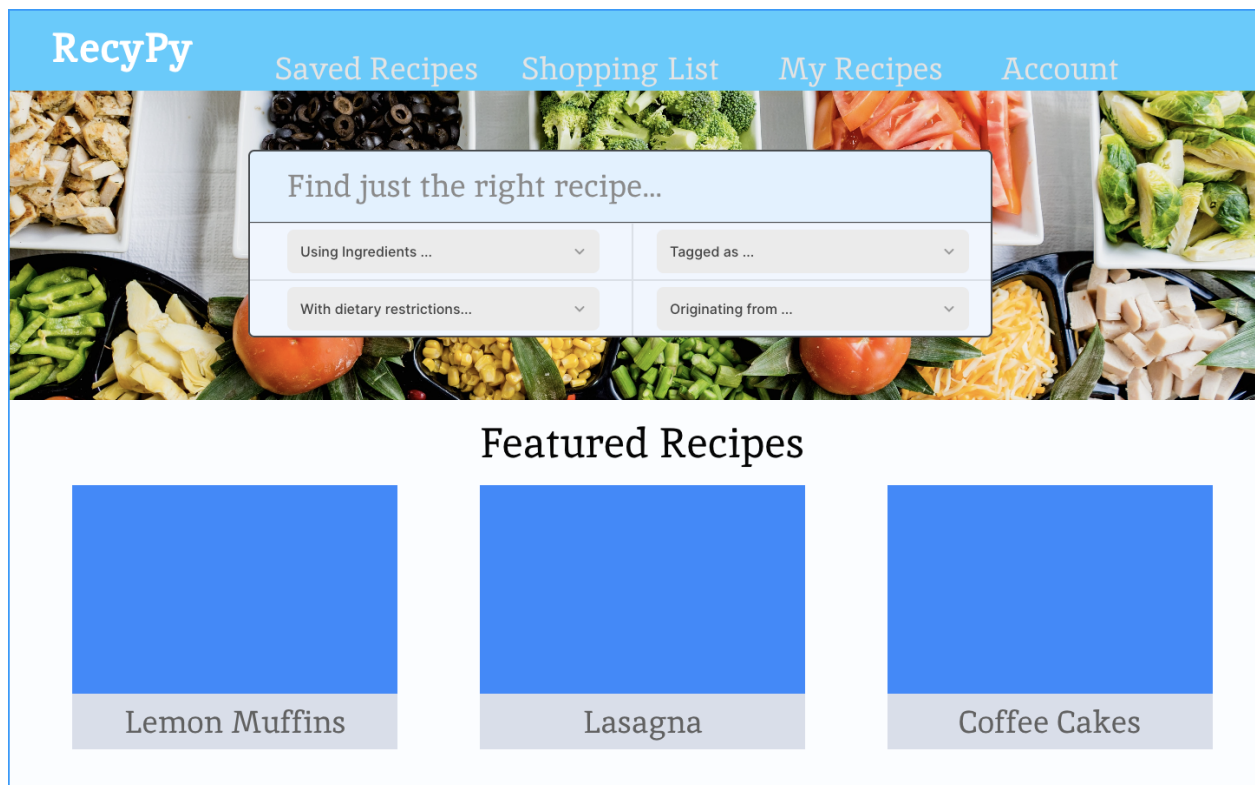 RecyPy
Saved Recipes Shopping List My Recipes Account
Find just the right recipe...
Using Ingredients ... Tagged as ...
With dietary restrictions... Originating from ...
Featured Recipes
Lemon Muffins Lasagna Coffee Cakes